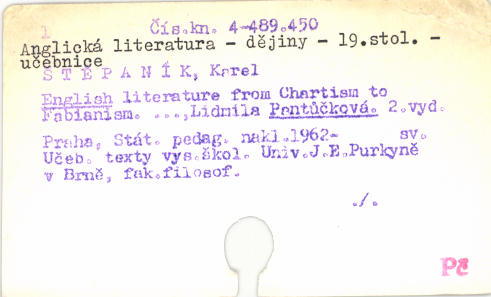 1 Čís.kn. 4-489.450
Anglická literatura - dějiny - 19.stol. -
učebnice
S T Ě P A N Í K, Karel
English literature from Chartism to
Fabianism. ...,Lidmila Pantůčková. 2.vyd.
Praha, Stát. pedag. nakl.1962- sv.
Učeb. texty vys.škol. Univ.J.E.Purkyně
v Brně, fak.filosof.
./.
Pč